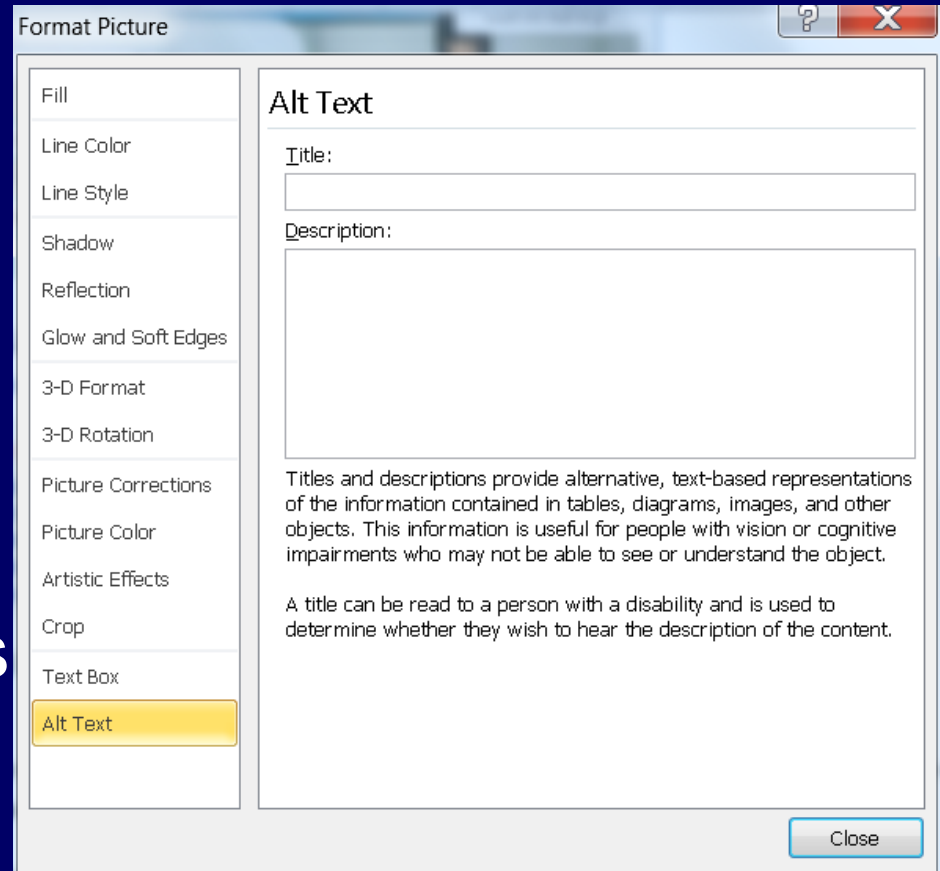 Format Picture
?
X
Fill
Line Color
Line Style
Shadow
Reflection
Glow and Soft Edges
3-D Format
3-D Rotation
Picture Corrections
Picture Color
Artistic Effects
Crop
Text Box
Alt Text
s
Alt Text
Title:
Description:
Titles and descriptions provide alternative, text-based representations
of the information contained in tables, diagrams, images, and other
objects. This information is useful for people with vision or cognitive
impairments who may not be able to see or understand the object.
A title can be read to a person with a disability and is used to
determine whether they wish to hear the description of the content.
Close